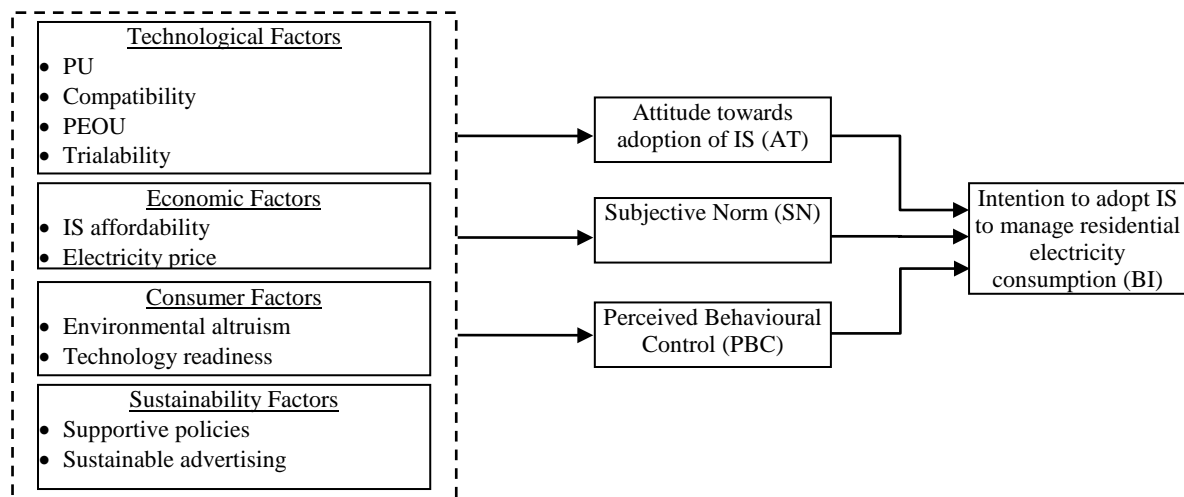 Technological Factors
• PU
• Compatibility
• PEOU
• Trialability
Economic Factors
• IS affordability
• Electricity price
Consumer Factors
• Environmental altruism
• Technology readiness
Sustainability Factors
• Supportive policies
• Sustainable advertising
Attitude towards
adoption of IS (AT)
Subjective Norm (SN)
Perceived Behavioural
Control (PBC)
Intention to adopt IS
to manage residential
electricity
consumption (BI)